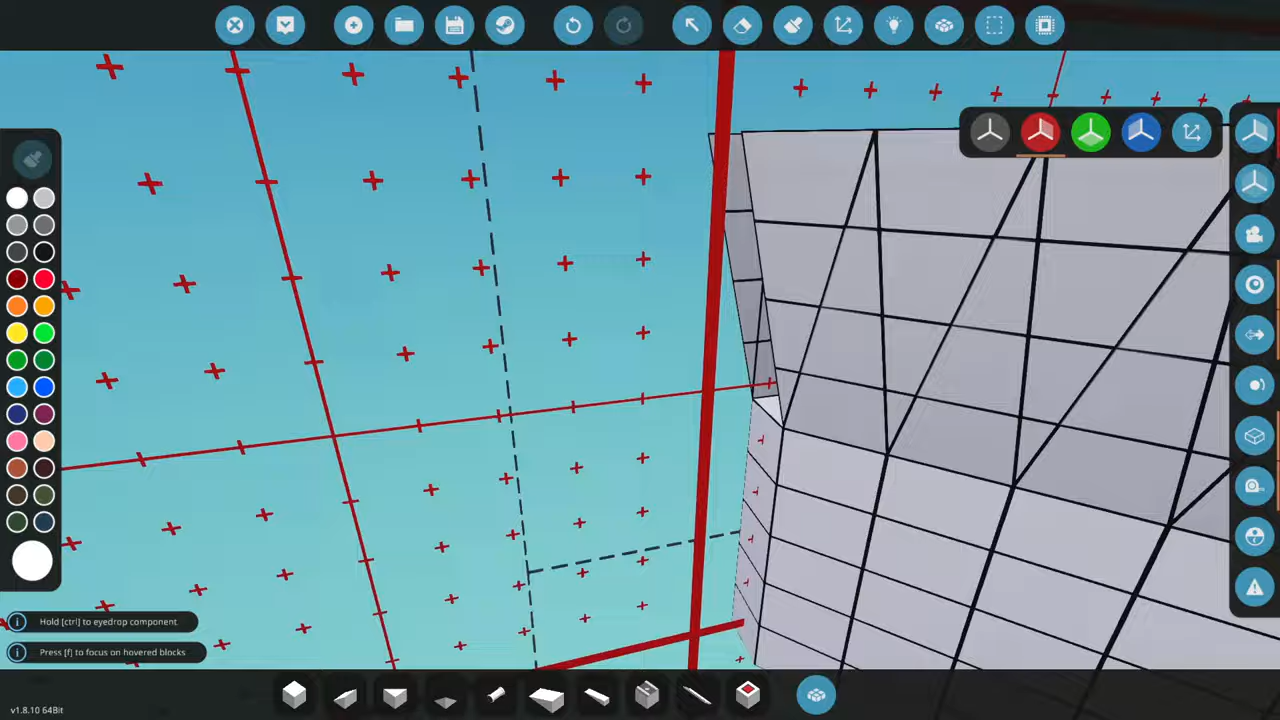 Hold [ctrl] to eyedrop component
Press [f] to focus on hovered blocks
v1.8.10 64Bit